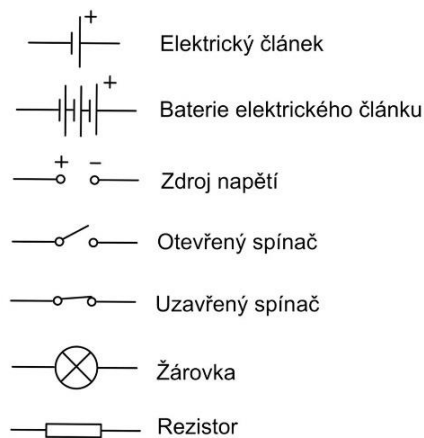 +
Elektrický článek
+
Baterie elektrického článku
+ −
Zdroj napětí
Otevřený spínač
Uzavřený spínač
Žárovka
Rezistor